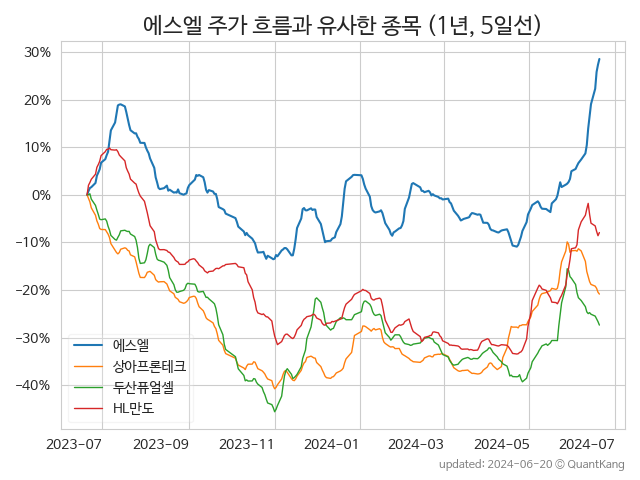 에스엘 주가 흐름과 유사한 종목 (1년, 5일선)
30%
20%
10%
0%
−10%
−20%
−30%
−40%
에스엘
상아프론테크
두산퓨얼셀
HL만도
2023-07 2023-09 2023-11 2024-01 2024-03 2024-05 2024-07
updated: 2024-06-20 © QuantKang